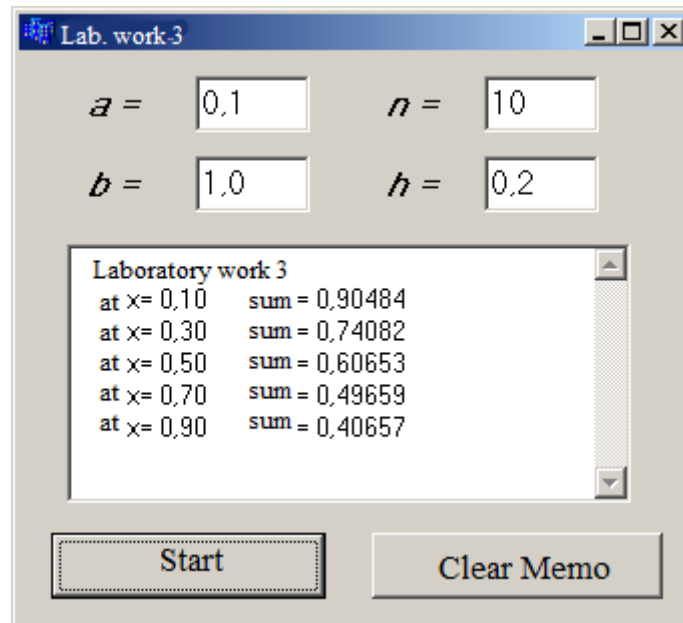 Lab. work-3
a = 0,1 n = 10
b = 1,0 h = 0,2
Laboratory work 3
at x= 0,10 sum = 0,90484
at x= 0,30 sum = 0,74082
at x= 0,50 sum = 0,60653
at x= 0,70 sum = 0,49659
at x= 0,90 sum = 0,40657
Start Clear Memo